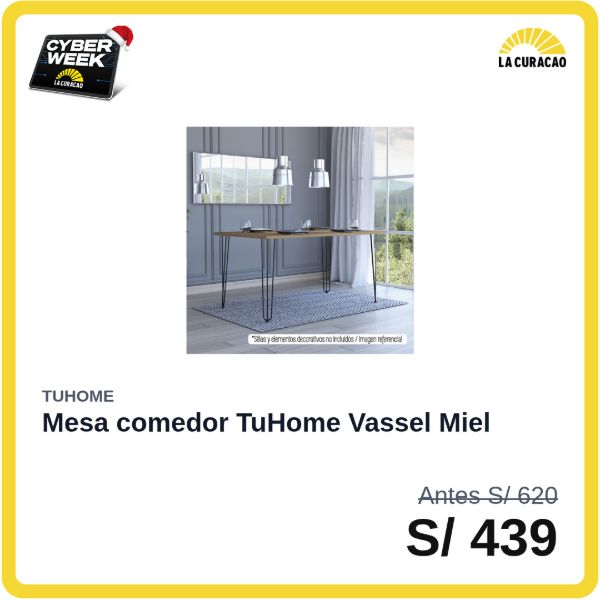 CYBER
WEEK
LA CURACAO
LA CURACAO
*Sillas y elementos decorativos no incluidos / Imagen referencial
TUHOME
Mesa comedor TuHome Vassel Miel
Antes S/ 620
S/ 439